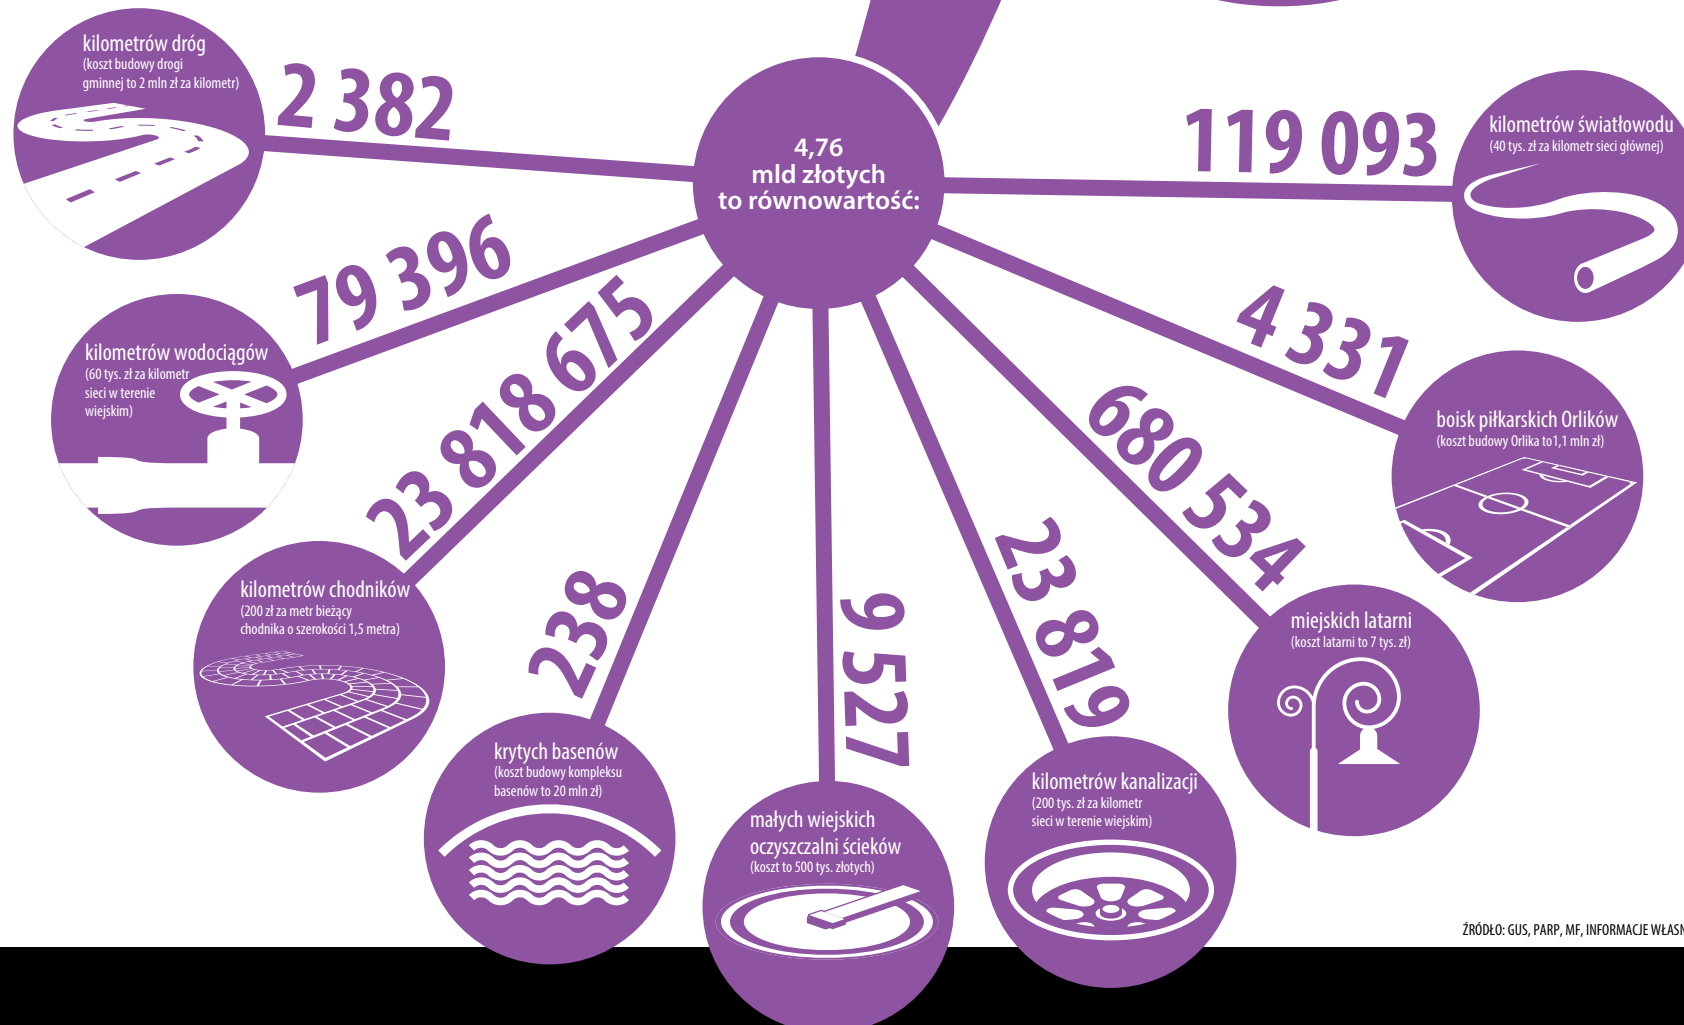 kilometrów dróg
(koszt budowy drogi
gminnej to 2 mln zł za kilometr)
2 382
4,76
mld złotych
to równowartość:
119 093
kilometrów światłowodu
(40 tys. zł za kilometr sieci głównej)
79 396
kilometrów wodociągów
(60 tys. zł za kilometr
sieci w terenie
wiejskim)
4 331
boisk piłkarskich Orlików
(koszt budowy Orlika to1,1 mln zł)
23 818 675
kilometrów chodników
(200 zł za metr bieżący
chodnika o szerokości 1,5 metra)
680 534
miejskich latarni
(koszt latarni to 7 tys. zł)
238
krytych basenów
(koszt budowy kompleksu
basenów to 20 mln zł)
9 527
małych wiejskich
oczyszczalni ścieków
(koszt to 500 tys. złotych)
23 819
kilometrów kanalizacji
(200 tys. zł za kilometr
sieci w terenie wiejskim)
ŹRÓDŁO: GUS, PARP, MF, INFORMACJE WŁASN